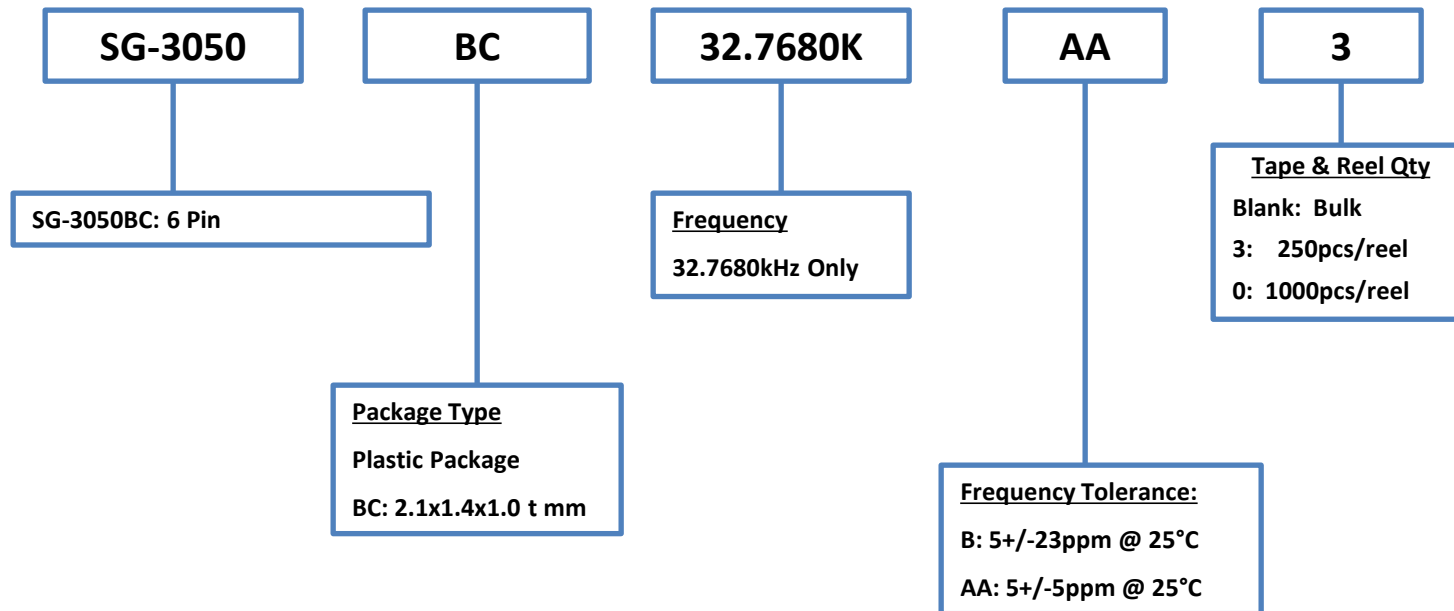 SG-3050
BC
32.7680K
AA
3
SG-3050BC: 6 Pin
Package Type
Plastic Package
BC: 2.1x1.4x1.0 t mm
Frequency
32.7680kHz Only
Frequency Tolerance:
B: 5+/-23ppm @ 25°C
AA: 5+/-5ppm @ 25°C
Tape & Reel Qty
Blank: Bulk
3: 250pcs/reel
0: 1000pcs/reel